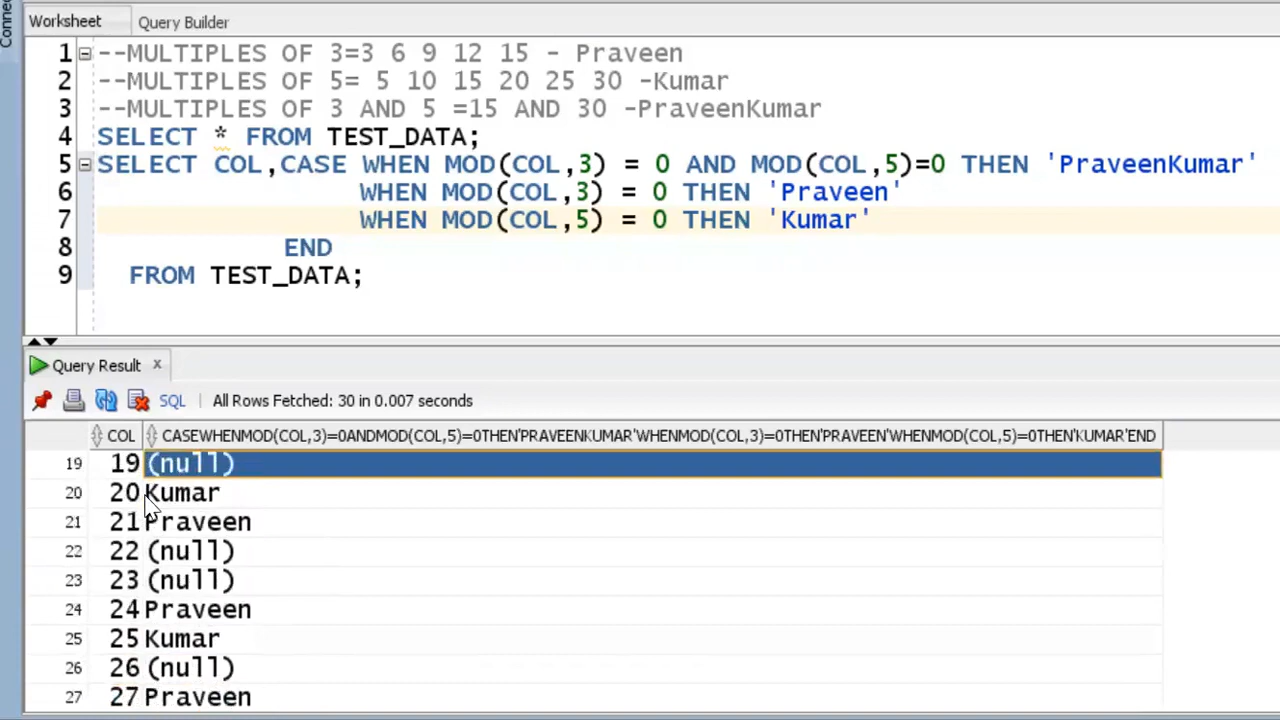 Conne
Worksheet Query Builder
1 --MULTIPLES OF 3=3 6 9 12 15 - Praveen
2 --MULTIPLES OF 5= 5 10 15 20 25 30 -Kumar
3 --MULTIPLES OF 3 AND 5 =15 AND 30 -PraveenKumar
4 SELECT * FROM TEST_DATA;
5 SELECT COL,CASE WHEN MOD(COL,3) = 0 AND MOD(COL,5)=0 THEN 'PraveenKumar'
6 WHEN MOD(COL,3) = 0 THEN 'Praveen'
7 WHEN MOD(COL,5) = 0 THEN 'Kumar'
8 END
9 FROM TEST_DATA;
Query Result x
SQL | All Rows Fetched: 30 in 0.007 seconds
COL CASEWHENMOD(COL,3)=0ANDMOD(COL,5)=0THEN'PRAVEENKUMAR'WHENMOD(COL,3)=0THEN'PRAVEEN'WHENMOD(COL,5)=0THEN'KUMAR'END
19 19 (null)
20 20 Kumar
21 21 Praveen
22 22 (null)
23 23 (null)
24 24 Praveen
25 25 Kumar
26 26 (null)
27 27 Praveen